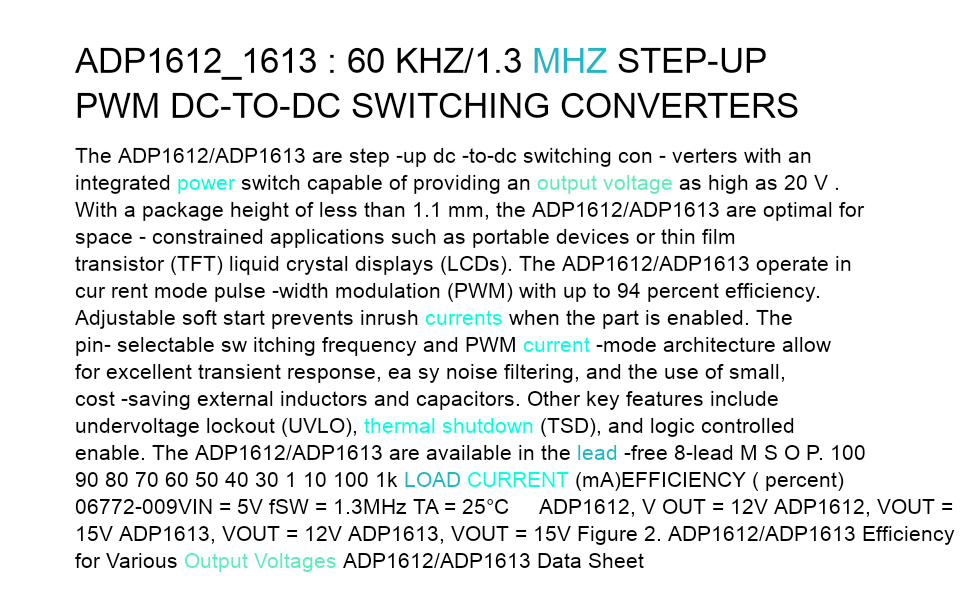 ADP1612_1613 : 60 KHZ/1.3 MHZ STEP-UP
PWM DC-TO-DC SWITCHING CONVERTERS
The ADP1612/ADP1613 are step -up dc -to-dc switching con - verters with an
integrated power switch capable of providing an output voltage as high as 20 V .
With a package height of less than 1.1 mm, the ADP1612/ADP1613 are optimal for
space - constrained applications such as portable devices or thin film
transistor (TFT) liquid crystal displays (LCDs). The ADP1612/ADP1613 operate in
cur rent mode pulse -width modulation (PWM) with up to 94 percent efficiency.
Adjustable soft start prevents inrush currents when the part is enabled. The
pin- selectable sw itching frequency and PWM current -mode architecture allow
for excellent transient response, ea sy noise filtering, and the use of small,
cost -saving external inductors and capacitors. Other key features include
undervoltage lockout (UVLO), thermal shutdown (TSD), and logic controlled
enable. The ADP1612/ADP1613 are available in the lead -free 8-lead M S O P. 100
90 80 70 60 50 40 30 1 10 100 1k LOAD CURRENT (mA)EFFICIENCY ( percent)
06772-009VIN = 5V fSW = 1.3MHz TA = 25°C ADP1612, V OUT = 12V ADP1612, VOUT =
15V ADP1613, VOUT = 12V ADP1613, VOUT = 15V Figure 2. ADP1612/ADP1613 Efficiency
for Various Output Voltages ADP1612/ADP1613 Data Sheet